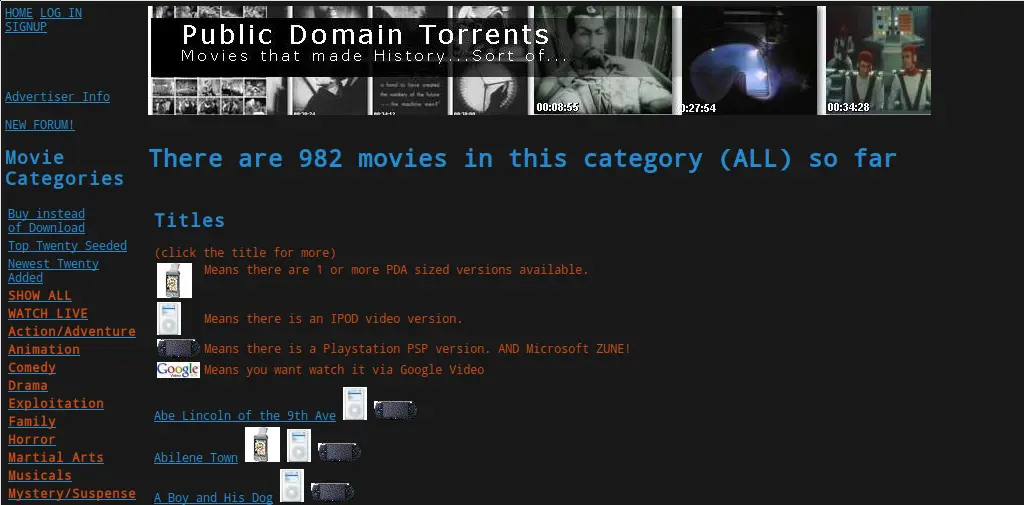 HOME LOG IN
SIGNUP
Advertiser Info
NEW FORUM!
Movie
Categories
Buy instead
of Download
Top Twenty Seeded
Newest Twenty
Added
SHOW ALL
WATCH LIVE
Action/Adventure
Animation
Comedy
Drama
Exploitation
Family
Horror
Martial Arts
Musicals
Mystery/Suspense
Public Domain Torrents
Movies that made History...Sort of...
00:08:55
0:27:54
00:34:28
There are 982 movies in this category (ALL) so far
Titles
(click the title for more)
Means there are 1 or more PDA sized versions available.
Means there is an IPOD video version.
Means there is a Playstation PSP version. AND Microsoft ZUNE!
Google
Means you want watch it via Google Video
Abe Lincoln of the 9th Ave
Abilene Town
A Boy and His Dog